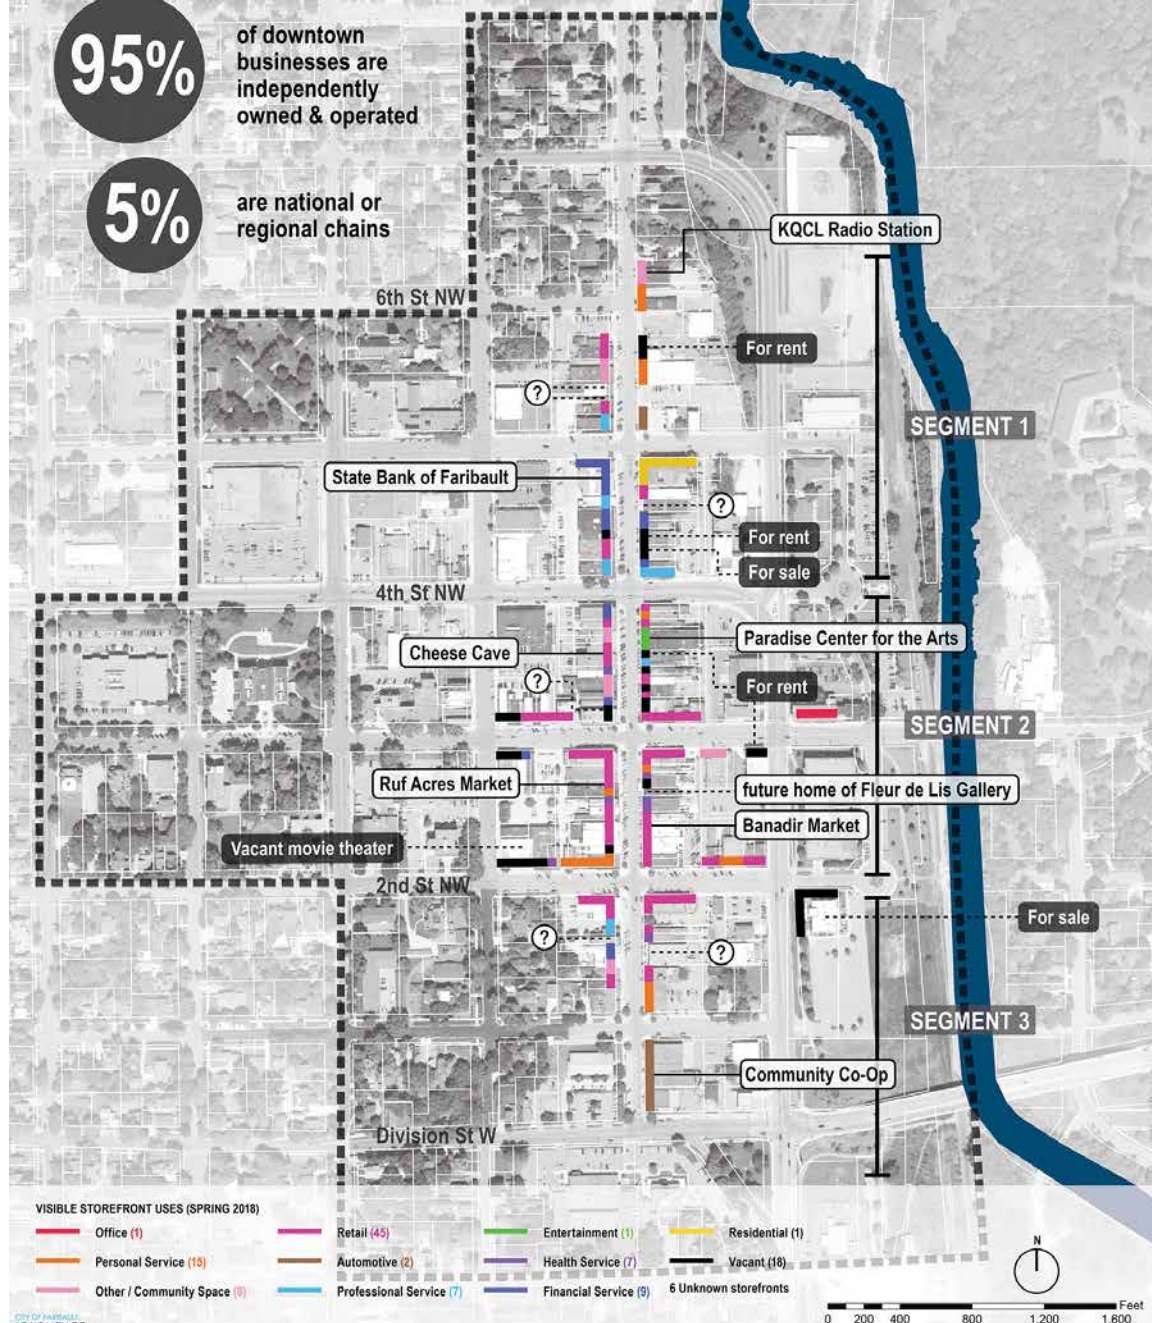 95%
of downtown
businesses are
independently
owned & operated
5%
are national or
regional chains
KQCL Radio Station
6th St NW
For rent
?
SEGMENT 1
State Bank of Faribault
?
For rent
For sale
4th St NW
Paradise Center for the Arts
Cheese Cave
?
For rent
SEGMENT 2
Ruf Acres Market
future home of Fleur de Lis Gallery
Banadir Market
Vacant movie theater
2nd St NW
For sale
?
?
SEGMENT 3
Community Co-Op
Division St W
VISIBLE STOREFRONT USES (SPRING 2018)
Office (1)
Retail (45)
Entertainment (1)
Residential (1)
Personal Service (15)
Automotive (2)
Health Service (7)
Vacant (18)
Other / Community Space (8)
Professional Service (7)
Financial Service (9)
6 Unknown storefronts
N
Feet
0 200 400 800 1,200 1,600
CITY OF FARIBAULT